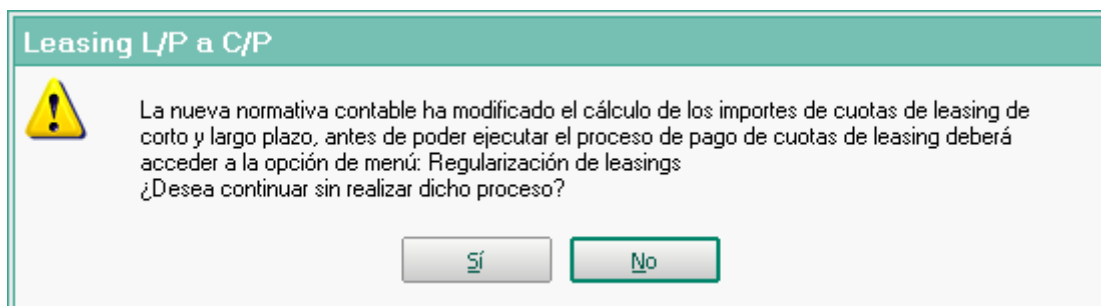 Leasing L/P a C/P
La nueva normativa contable ha modificado el cálculo de los importes de cuotas de leasing de
corto y largo plazo, antes de poder ejecutar el proceso de pago de cuotas de leasing deberá
acceder a la opción de menú: Regularización de leasings
¿Desea continuar sin realizar dicho proceso?
Sí No